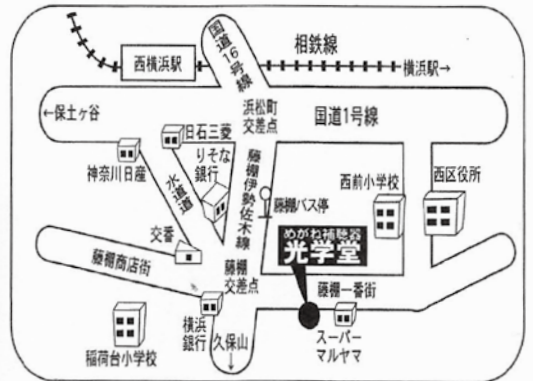 国道16号線
相鉄線
西横浜駅
横浜駅→
←保土ヶ谷
浜松町
交差点
国道1号線
日石三菱
神奈川日産
りそな
銀行
水道道
藤棚伊勢佐木線
藤棚バス停
西前小学校
西区役所
交番
めがね補聴器
光学堂
藤棚商店街
藤棚
交差点
藤棚一番街
横浜
銀行
久保山
↓
スーパー
マルヤマ
稲荷台小学校